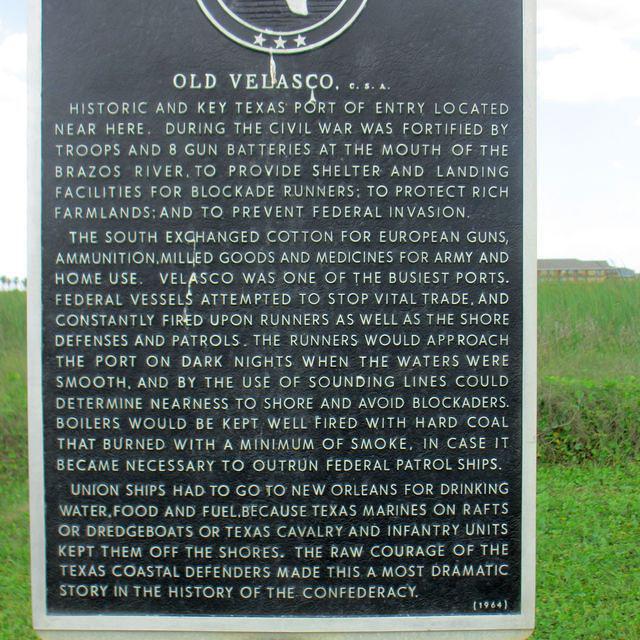 OLD VELASCO, C.S.A.
HISTORIC AND KEY TEXAS PORT OF ENTRY LOCATED
NEAR HERE. DURING THE CIVIL WAR WAS FORTIFIED BY
TROOPS AND 8 GUN BATTERIES AT THE MOUTH OF THE
BRAZOS RIVER, TO PROVIDE SHELTER AND LANDING
FACILITIES FOR BLOCKADE RUNNERS; TO PROTECT RICH
FARMLANDS; AND TO PREVENT FEDERAL INVASION.
THE SOUTH EXCHANGED COTTON FOR EUROPEAN GUNS,
AMMUNITION, MILLED GOODS AND MEDICINES FOR ARMY AND
HOME USE. VELASCO WAS ONE OF THE BUSIEST PORTS.
FEDERAL VESSELS ATTEMPTED TO STOP VITAL TRADE, AND
CONSTANTLY FIRED UPON RUNNERS AS WELL AS THE SHORE
DEFENSES AND PATROLS. THE RUNNERS WOULD APPROACH
THE PORT ON DARK NIGHTS WHEN THE WATERS WERE
SMOOTH, AND BY THE USE OF SOUNDING LINES COULD
DETERMINE NEARNESS TO SHORE AND AVOID BLOCKADERS.
BOILERS WOULD BE KEPT WELL FIRED WITH HARD COAL
THAT BURNED WITH A MINIMUM OF SMOKE, IN CASE IT
BECAME NECESSARY TO OUTRUN FEDERAL PATROL SHIPS.
UNION SHIPS HAD TO GO TO NEW ORLEANS FOR DRINKING
WATER, FOOD AND FUEL, BECAUSE TEXAS MARINES ON RAFTS
OR DREDGEBOATS OR TEXAS CAVALRY AND INFANTRY UNITS
KEPT THEM OFF THE SHORES. THE RAW COURAGE OF THE
TEXAS COASTAL DEFENDERS MADE THIS A MOST DRAMATIC
STORY IN THE HISTORY OF THE CONFEDERACY.
(1964)